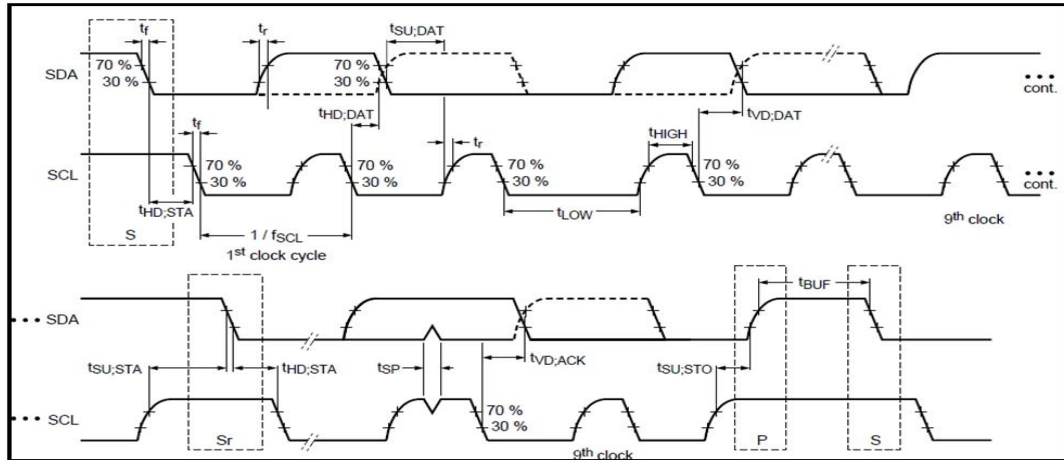 tf tr tSU;DAT
70 % 70 %
SDA
30 % 30 % cont.
tHD;DAT tVD;DAT
tf tr tHIGH
70 % 70 % 70 % 70 %
SCL
30 % 30 % 30 % 30 % cont.
tHD;STA tLOW 9th clock
S 1 / fSCL
1st clock cycle
tBUF
SDA
tSU;STA tHD;STA tSP tVD;ACK tSU;STO
70 %
SCL
30 %
Sr P S
9th clock